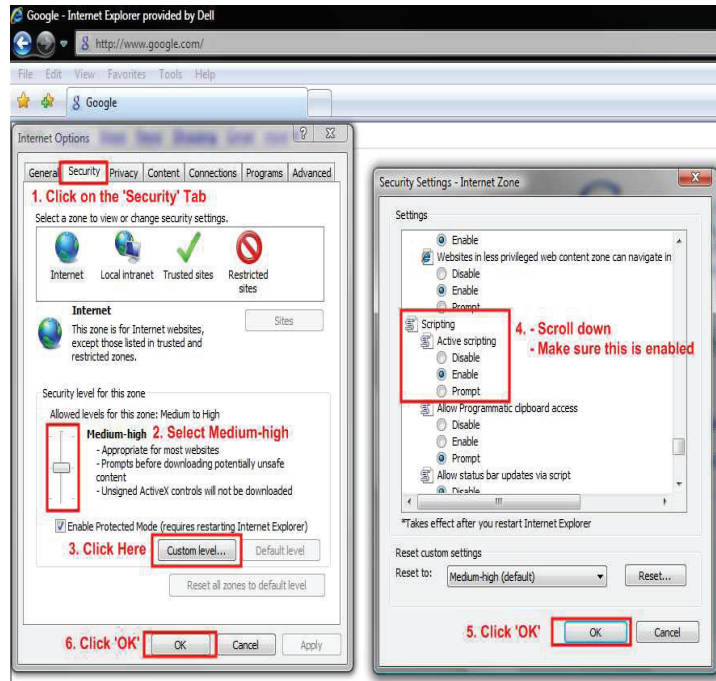 Google - Internet Explorer provided by Dell
http://www.google.com/
File Edit View Favorites Tools Help
Google
Internet Options
General Security Privacy Content Connections Programs Advanced
1. Click on the 'Security' Tab
Select a zone to view or change security settings.
Internet Local intranet Trusted sites Restricted
sites
Internet
Sites
This zone is for Internet websites,
except those listed in trusted and
restricted zones.
Security level for this zone
Allowed levels for this zone: Medium to High
Medium-high 2. Select Medium-high
- Appropriate for most websites
- Prompts before downloading potentially unsafe
content
- Unsigned ActiveX controls will not be downloaded
Enable Protected Mode (requires restarting Internet Explorer)
3. Click Here Custom level... Default level
Reset all zones to default level
6. Click 'OK' OK Cancel Apply
Security Settings - Internet Zone
Settings
Enable
Websites in less privileged web content zone can navigate in
Disable
Enable
Prompt
Scripting
4. - Scroll down
Active scripting
- Make sure this is enabled
Disable
Enable
Prompt
Allow Programmatic clipboard access
Disable
Enable
Prompt
Allow status bar updates via script
Disable
*Takes effect after you restart Internet Explorer
Reset custom settings
Reset to: Medium-high (default) Reset...
5. Click 'OK' OK Cancel